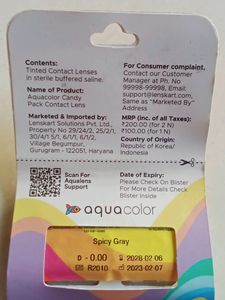 Contents:
Tinted Contact Lenses
in sterile buffered saline.
Name of Product:
Aquacolor Candy
Pack Contact Lens
Marketed & Imported by:
Lenskart Solutions Pvt. Ltd.,
Property No 29/24/2, 25/2/1,
30/4/1 5/1, 6/1/1, 6/1/2,
Village Begumpur,
Gurugram - 122051, Haryana
For Consumer complaint,
Contact our Customer
Manager at Ph No
99998-99998, Email:
support@lenskart.com,
Same as "Marketed By"
Address
MRP (inc. of all Taxes):
₹200.00 (for 2 N)
₹100.00 (for 1 N)
Country of Origin:
Republic of Korea/
Indonesia
Scan For
Aqualens
Support
Date of Expiry:
Please Check On Blister
For More Details Check
Blister Inside
aquacolor
Spicy Gray
D - 0.00
2028-02-06
R2010
2023-02-07